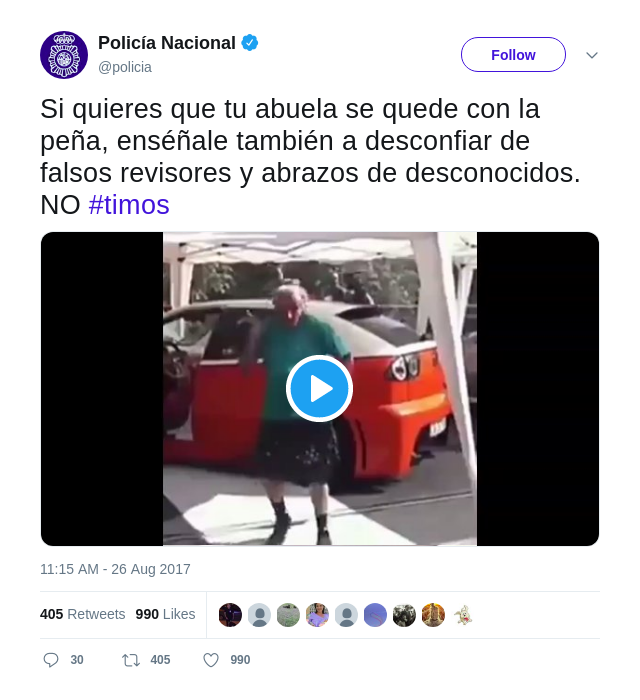 Policía Nacional
@policia
Follow
Si quieres que tu abuela se quede con la
peña, enséñale también a desconfiar de
falsos revisores y abrazos de desconocidos.
NO #timos
11:15 AM - 26 Aug 2017
405 Retweets 990 Likes
30 405 990